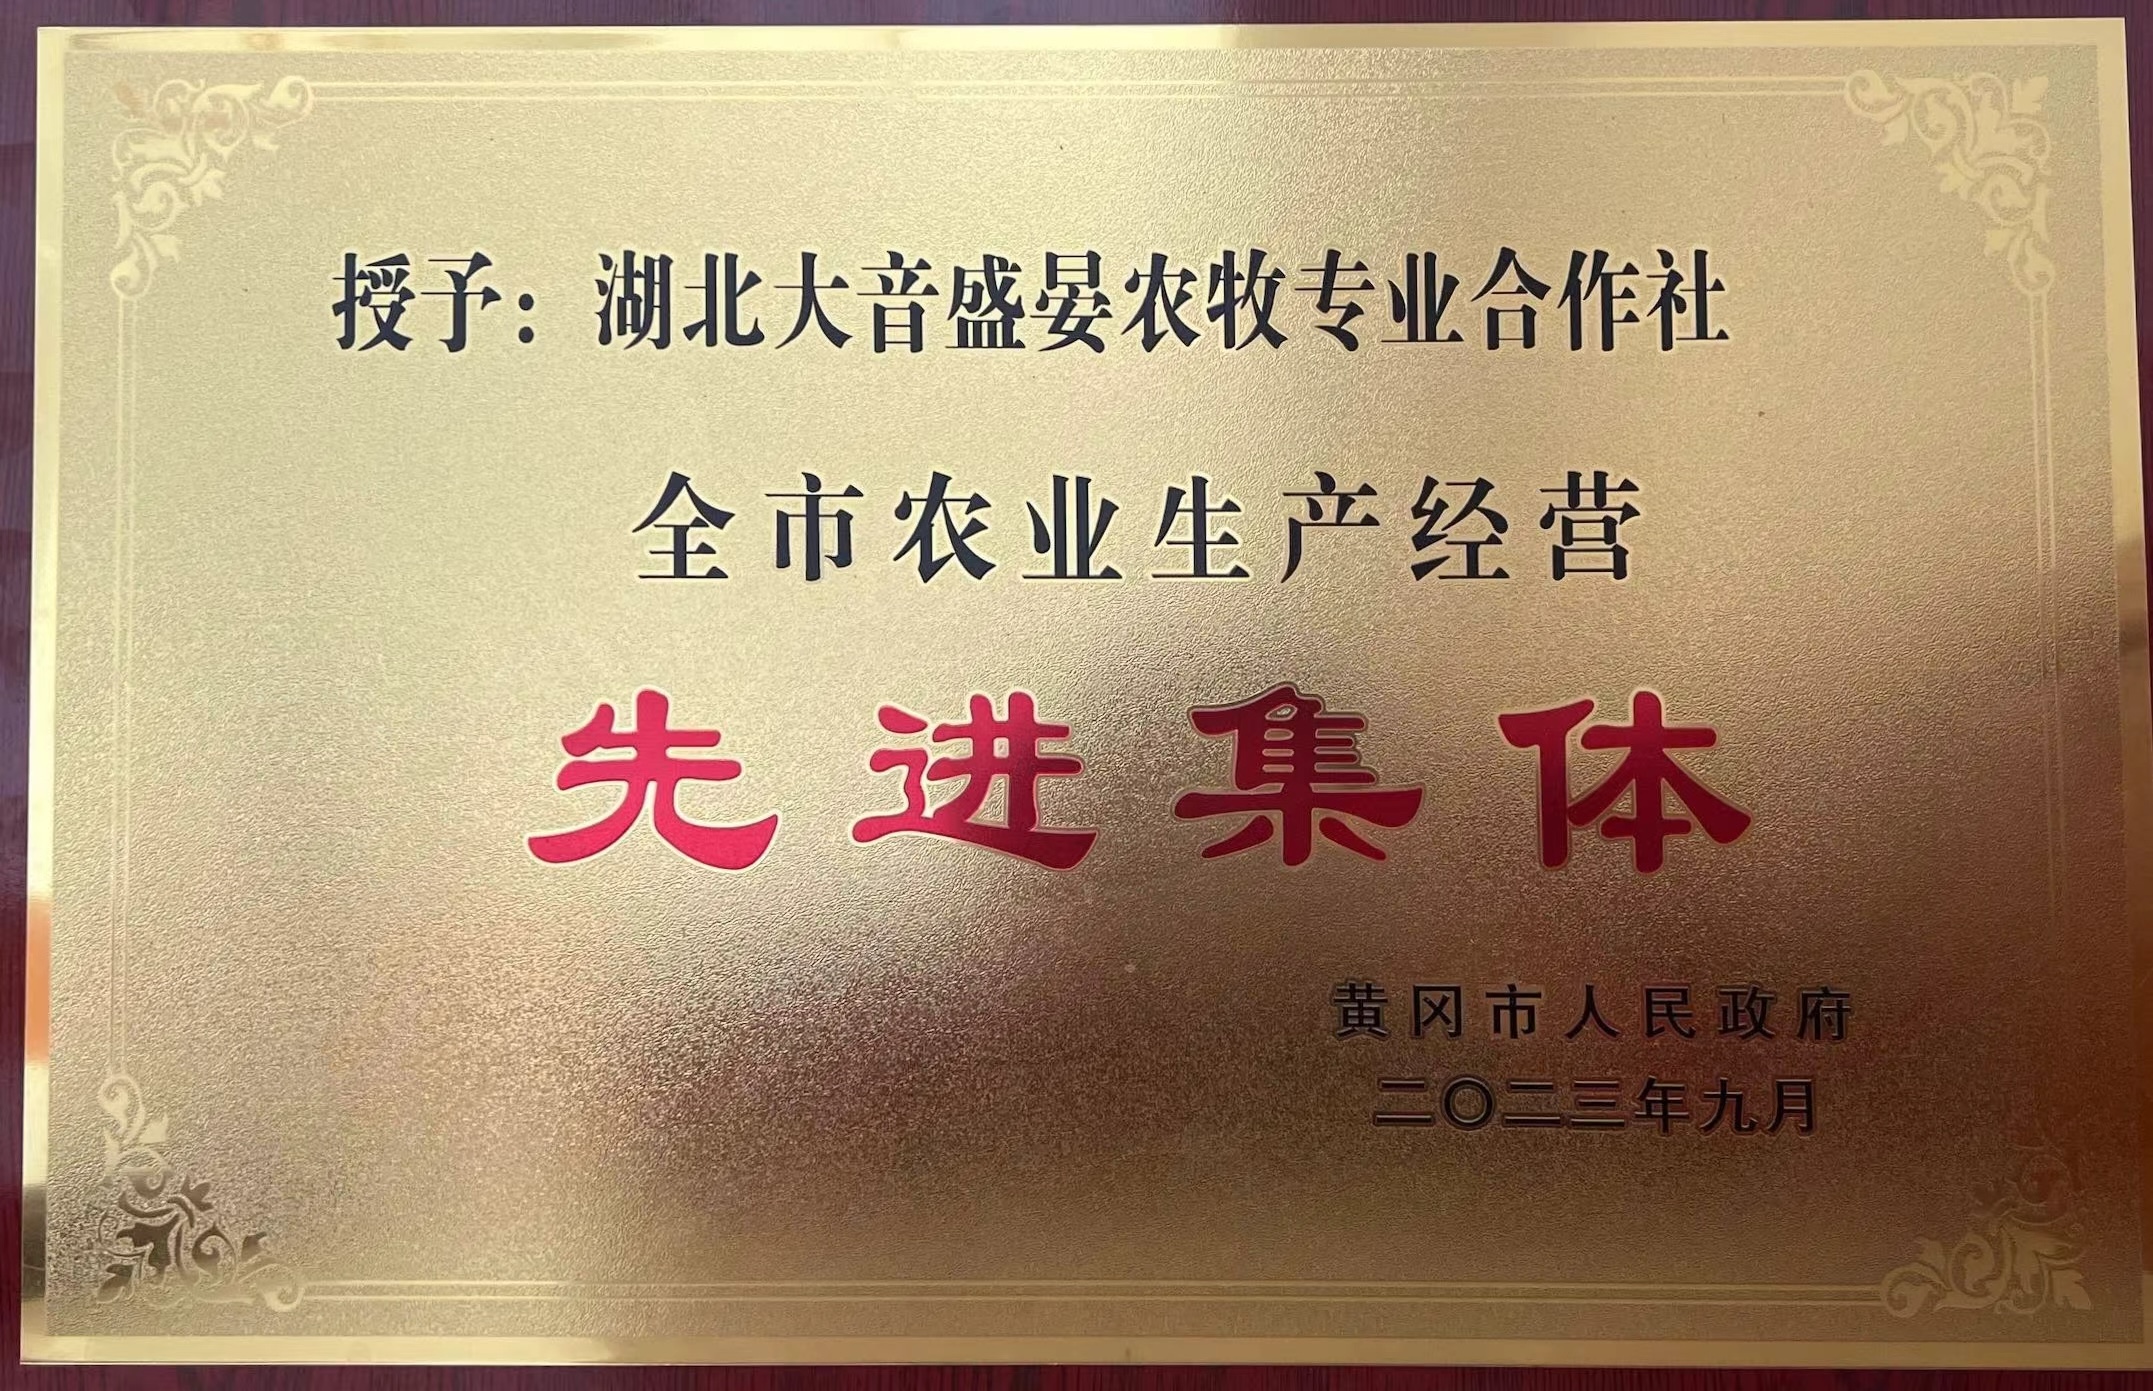 授予：湖北大音盛晏农牧专业合作社
全市农业生产经营
先进集体
黄冈市人民政府
二〇二三年九月